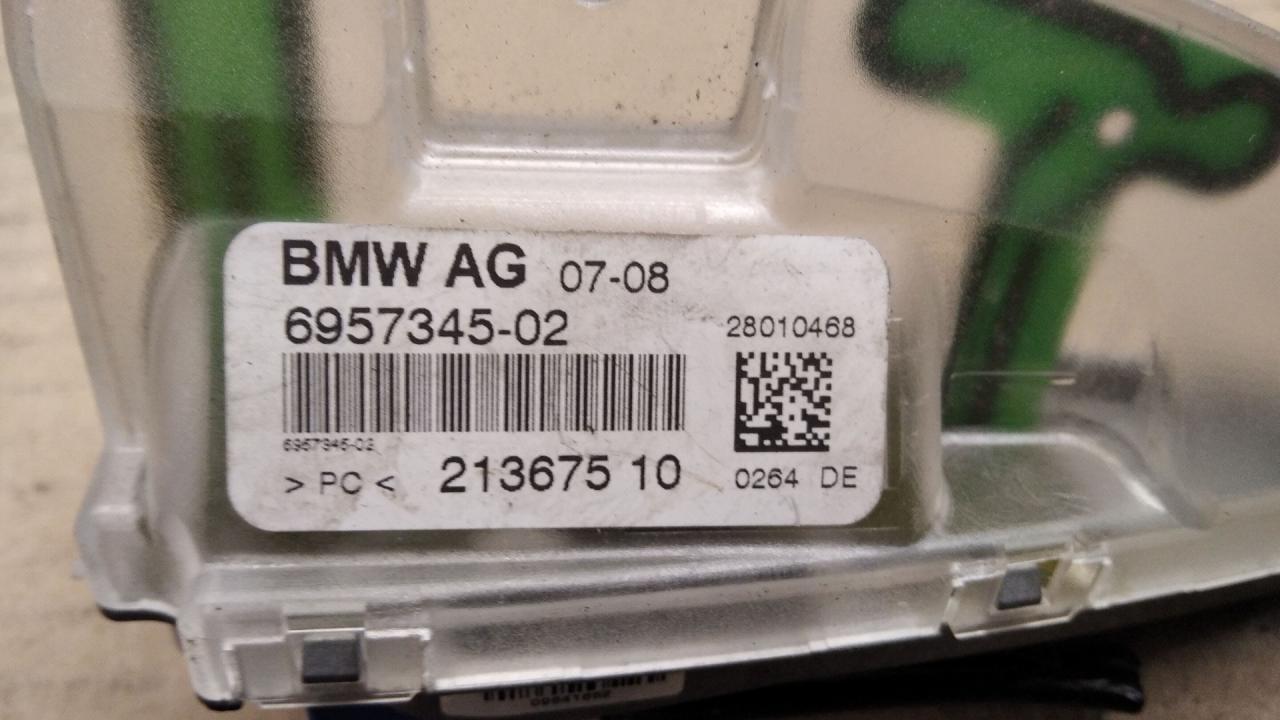 BMW AG 07-08
6957345-02
28010468
6957345-02
> PC < 213675 10
0264 DE